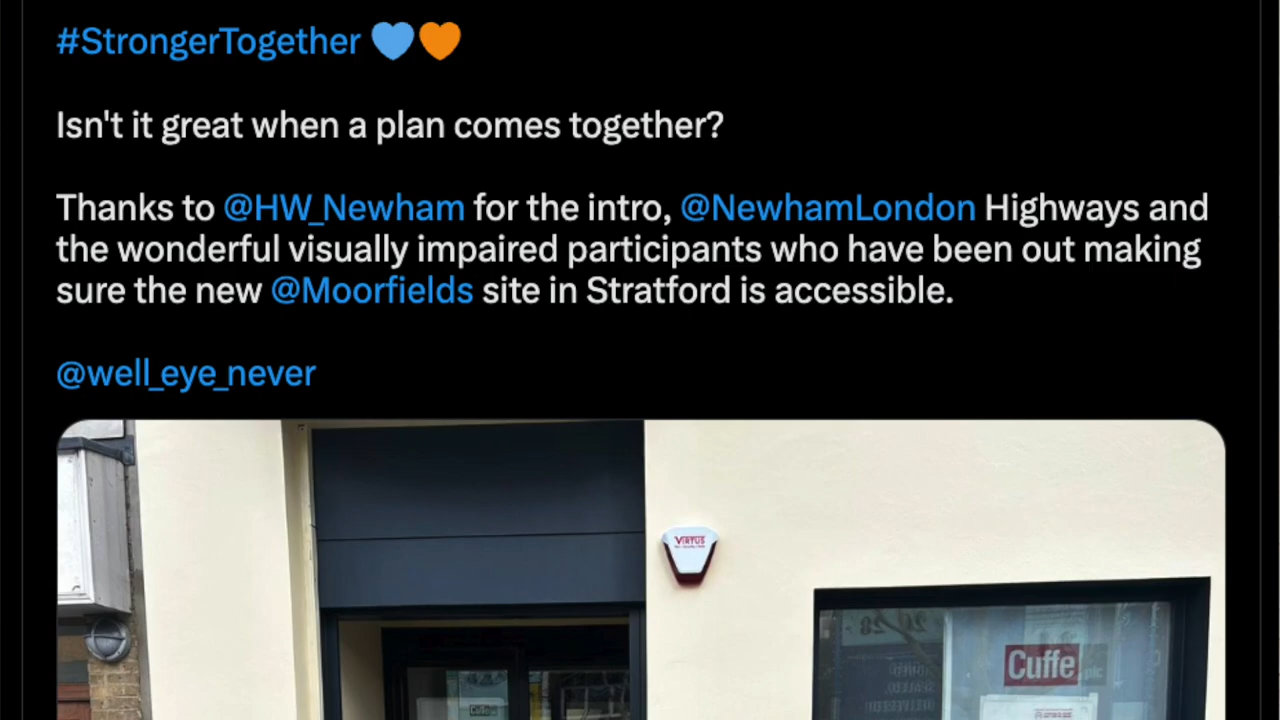 #StrongerTogether 💙🧡
Isn't it great when a plan comes together?
Thanks to @HW_Newham for the intro, @NewhamLondon Highways and
the wonderful visually impaired participants who have been out making
sure the new @Moorfields site in Stratford is accessible.
@well_eye_never
VIRTUS
Cuffe plc
Cuffe